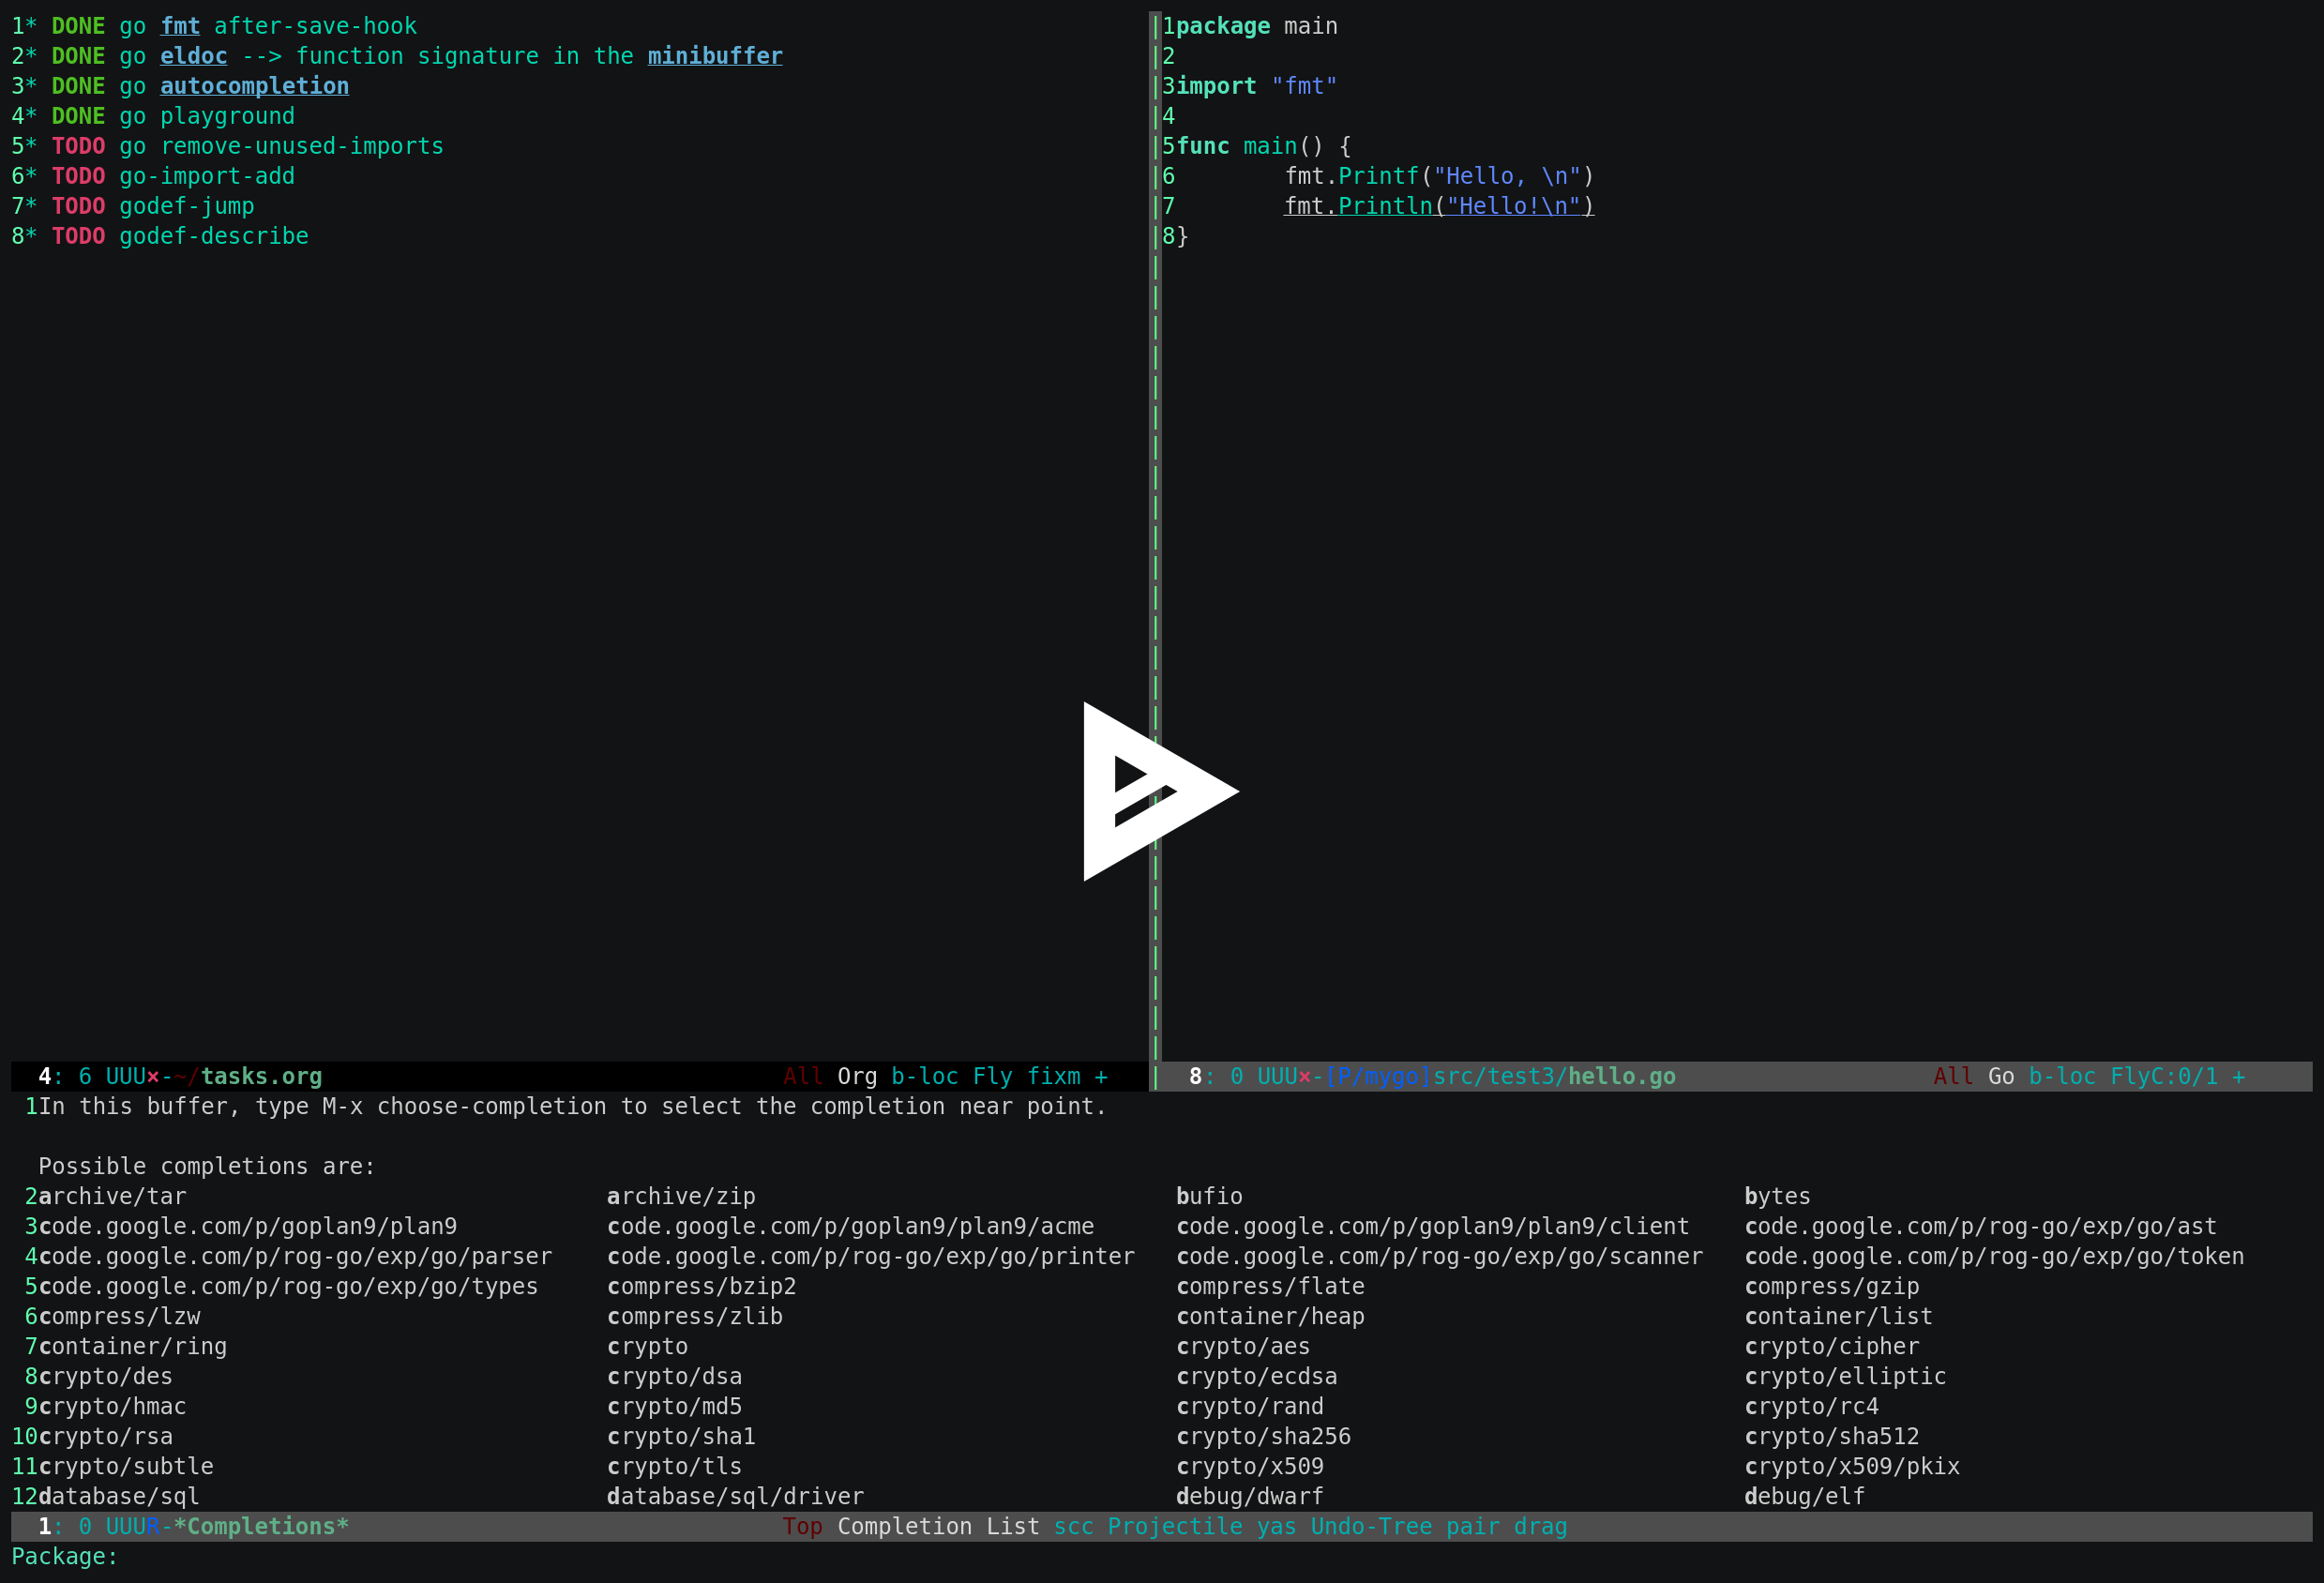 1* DONE go fmt after-save-hook
2* DONE go eldoc --> function signature in the minibuffer
3* DONE go autocompletion
4* DONE go playground
5* TODO go remove-unused-imports
6* TODO go-import-add
7* TODO godef-jump
8* TODO godef-describe
4: 6 UUU×-~/tasks.org All Org b-loc Fly fixm +
1package main
2
3import "fmt"
4
5func main() {
6 fmt.Printf("Hello, \n")
7 fmt.Println("Hello!\n")
8}
8: 0 UUU×-[P/mygo]src/test3/hello.go All Go b-loc FlyC:0/1 +
1In this buffer, type M-x choose-completion to select the completion near point.
Possible completions are:
2archive/tar archive/zip bufio bytes
3code.google.com/p/goplan9/plan9 code.google.com/p/goplan9/plan9/acme code.google.com/p/goplan9/plan9/client code.google.com/p/rog-go/exp/go/ast
4code.google.com/p/rog-go/exp/go/parser code.google.com/p/rog-go/exp/go/printer code.google.com/p/rog-go/exp/go/scanner code.google.com/p/rog-go/exp/go/token
5code.google.com/p/rog-go/exp/go/types compress/bzip2 compress/flate compress/gzip
6compress/lzw compress/zlib container/heap container/list
7container/ring crypto crypto/aes crypto/cipher
8crypto/des crypto/dsa crypto/ecdsa crypto/elliptic
9crypto/hmac crypto/md5 crypto/rand crypto/rc4
10crypto/rsa crypto/sha1 crypto/sha256 crypto/sha512
11crypto/subtle crypto/tls crypto/x509 crypto/x509/pkix
12database/sql database/sql/driver debug/dwarf debug/elf
1: 0 UUUR-*Completions* Top Completion List scc Projectile yas Undo-Tree pair drag
Package: